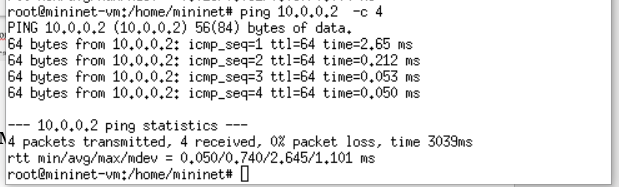 root@mininet-vm:/home/mininet# ping 10.0.0.2  -c 4
PING 10.0.0.2 (10.0.0.2) 56(84) bytes of data.
64 bytes from 10.0.0.2: icmp_seq=1 ttl=64 time=2.65 ms
64 bytes from 10.0.0.2: icmp_seq=2 ttl=64 time=0.212 ms
64 bytes from 10.0.0.2: icmp_seq=3 ttl=64 time=0.053 ms
64 bytes from 10.0.0.2: icmp_seq=4 ttl=64 time=0.050 ms

--- 10.0.0.2 ping statistics ---
4 packets transmitted, 4 received, 0% packet loss, time 3039ms
rtt min/avg/max/mdev = 0.050/0.740/2.645/1.101 ms
root@mininet-vm:/home/mininet#